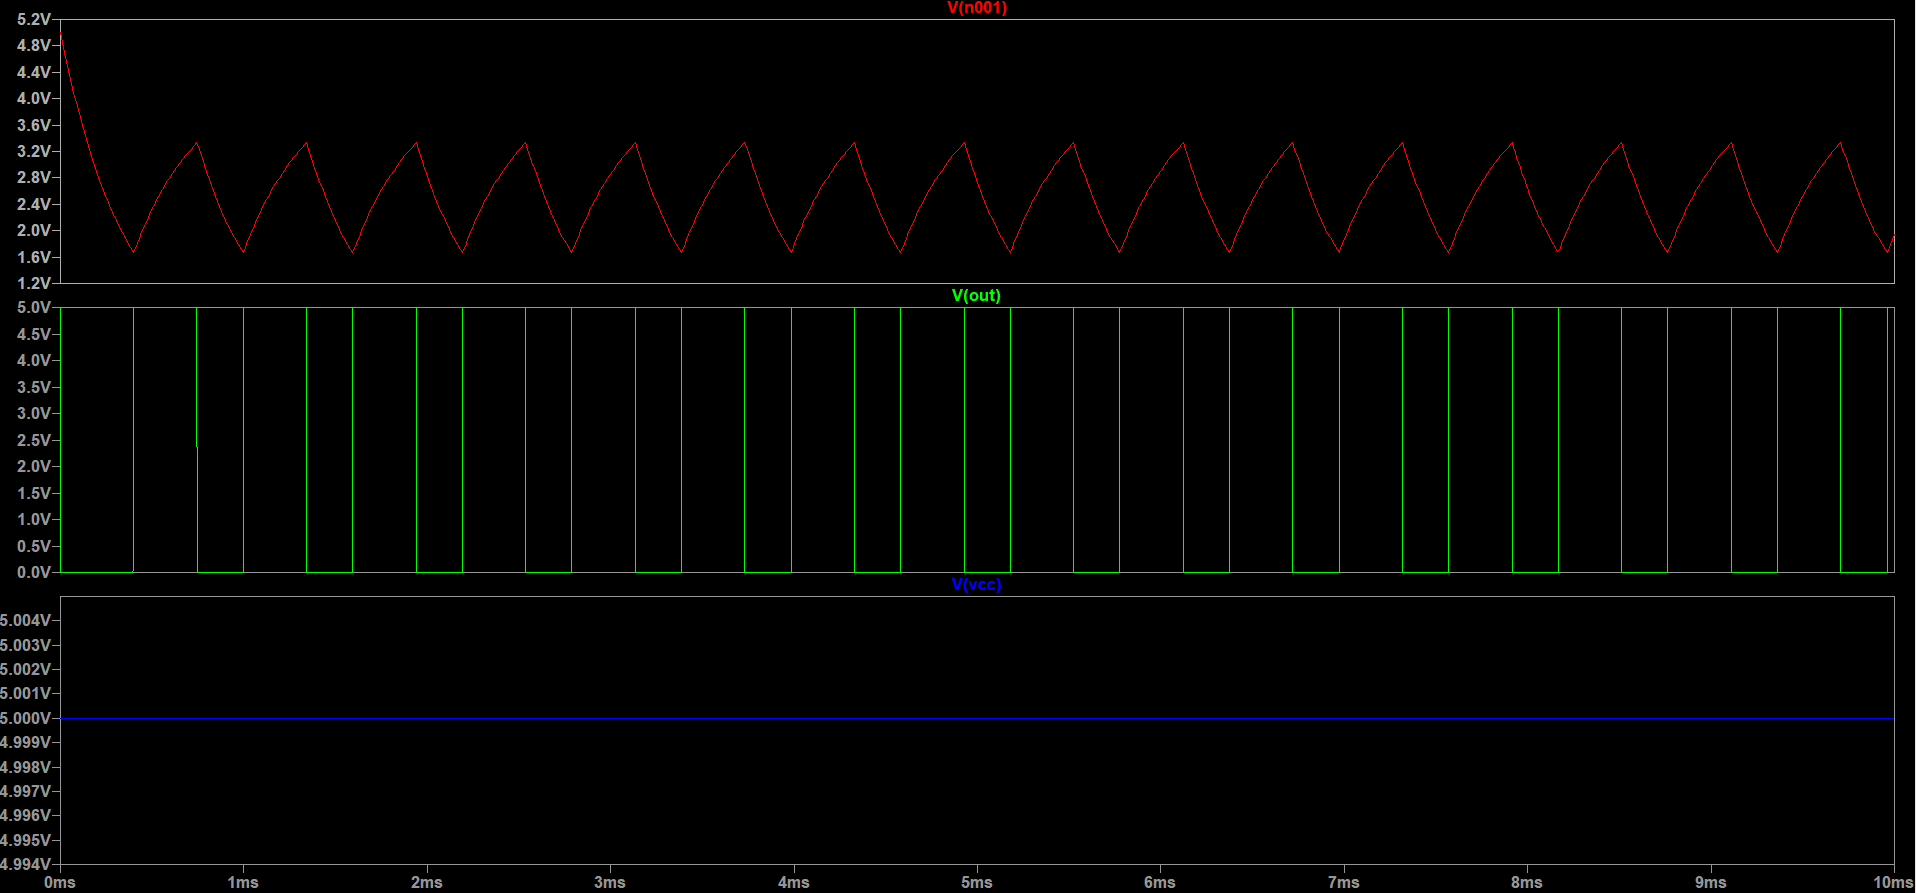 V(n001)
5.2V
4.8V
4.4V
4.0V
3.6V
3.2V
2.8V
2.4V
2.0V
1.6V
1.2V
V(out)
5.0V
4.5V
4.0V
3.5V
3.0V
2.5V
2.0V
1.5V
1.0V
0.5V
0.0V
V(vcc)
5.004V
5.003V
5.002V
5.001V
5.000V
4.999V
4.998V
4.997V
4.996V
4.995V
4.994V
0ms 1ms 2ms 3ms 4ms 5ms 6ms 7ms 8ms 9ms 10ms